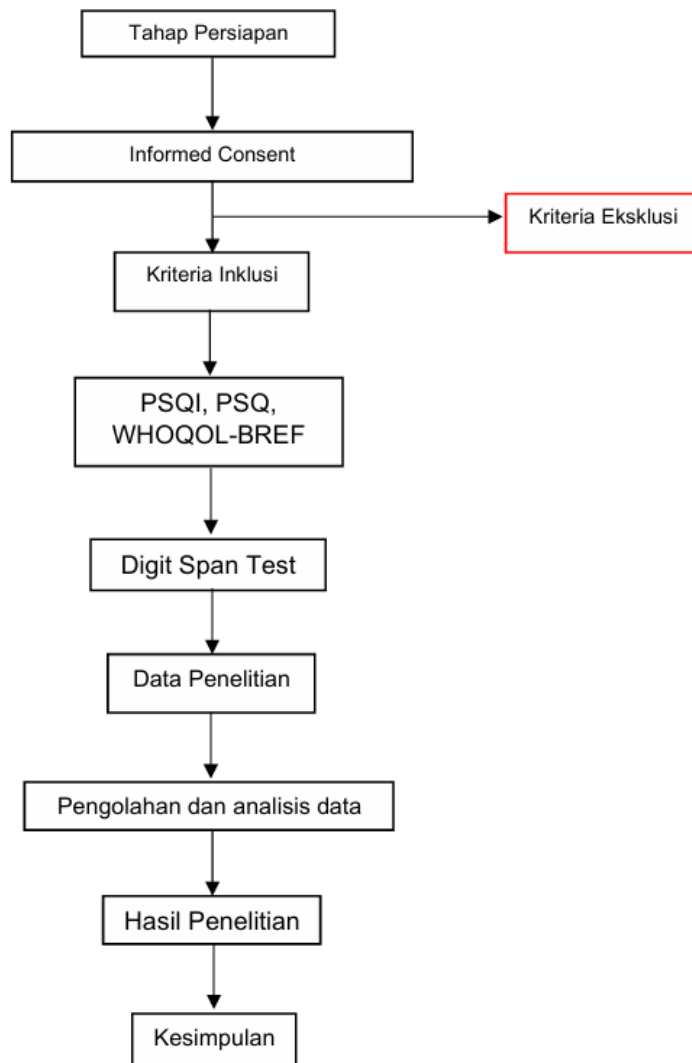 Tahap Persiapan
Informed Consent
Kriteria Eksklusi
Kriteria Inklusi
PSQI, PSQ,
WHOQOL-BREF
Digit Span Test
Data Penelitian
Pengolahan dan analisis data
Hasil Penelitian
Kesimpulan